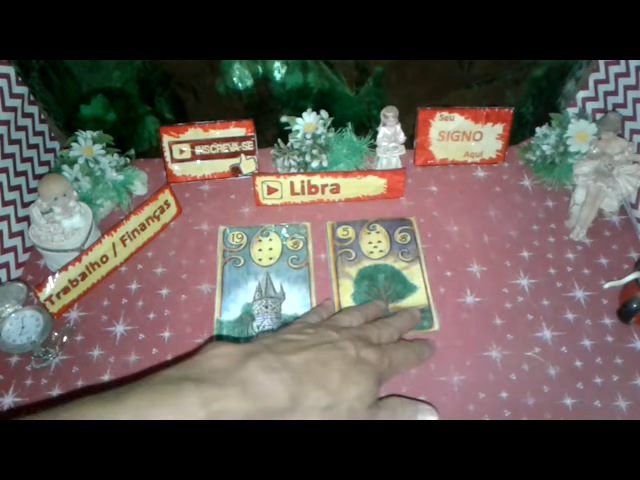 INSCREVA-SE
Seu
SIGNO
Aqui
Libra
Trabalho / Finanças
19
5